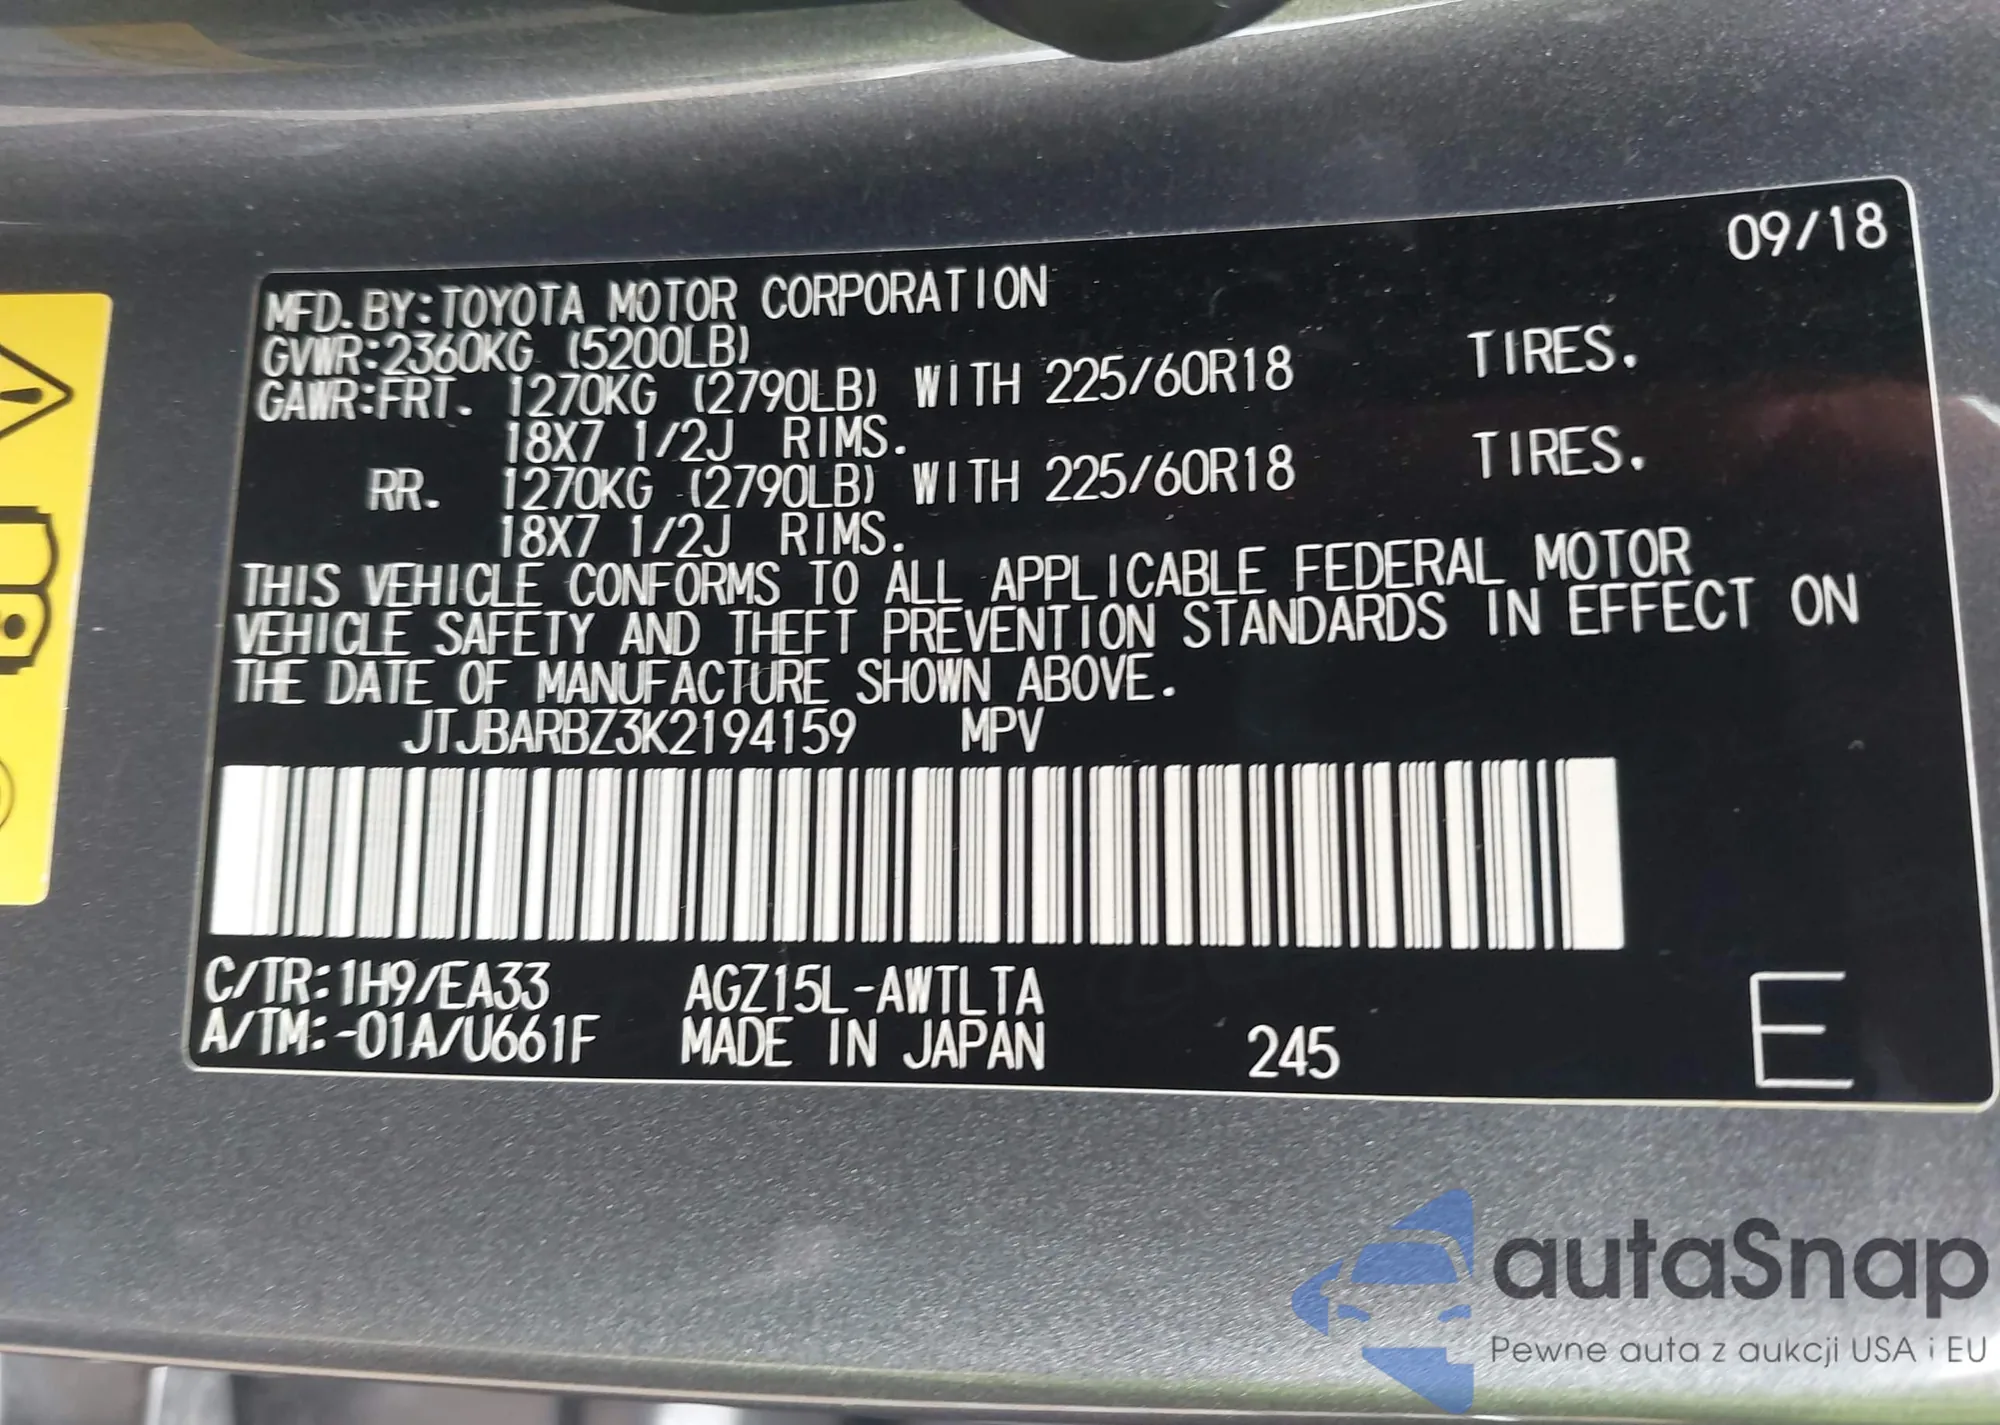 09/18
MFD.BY:TOYOTA MOTOR CORPORATION
GVWR:2360KG (5200LB)
GAWR:FRT. 1270KG (2790LB) WITH 225/60R18 TIRES.
18X7 1/2J RIMS.
RR. 1270KG (2790LB) WITH 225/60R18 TIRES.
18X7 1/2J RIMS.
THIS VEHICLE CONFORMS TO ALL APPLICABLE FEDERAL MOTOR
VEHICLE SAFETY AND THEFT PREVENTION STANDARDS IN EFFECT ON
THE DATE OF MANUFACTURE SHOWN ABOVE.
JTJBARBZ3K2194159 MPV
C/TR:1H9/EA33 AGZ15L-AWTLTA
A/TM:-01A/U661F MADE IN JAPAN 245 E
autaSnap
Pewne auta z aukcji USA i EU